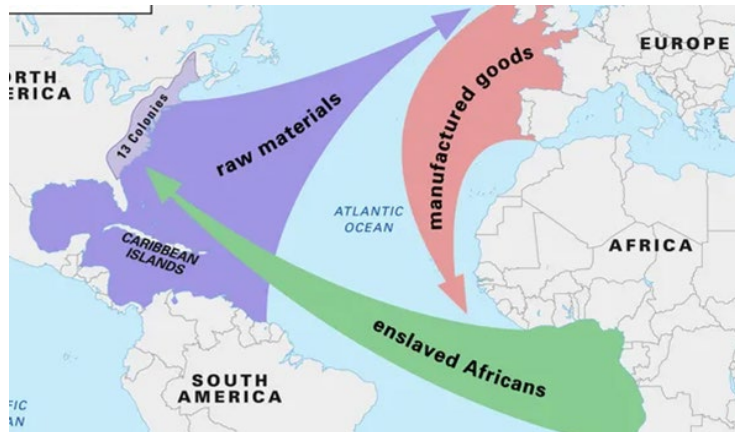 EUROPE
RTH
ERICA
13 Colonies
raw materials
manufactured goods
ATLANTIC
OCEAN
CARIBBEAN
ISLANDS
AFRICA
enslaved Africans
SOUTH
AMERICA
FIC
AN